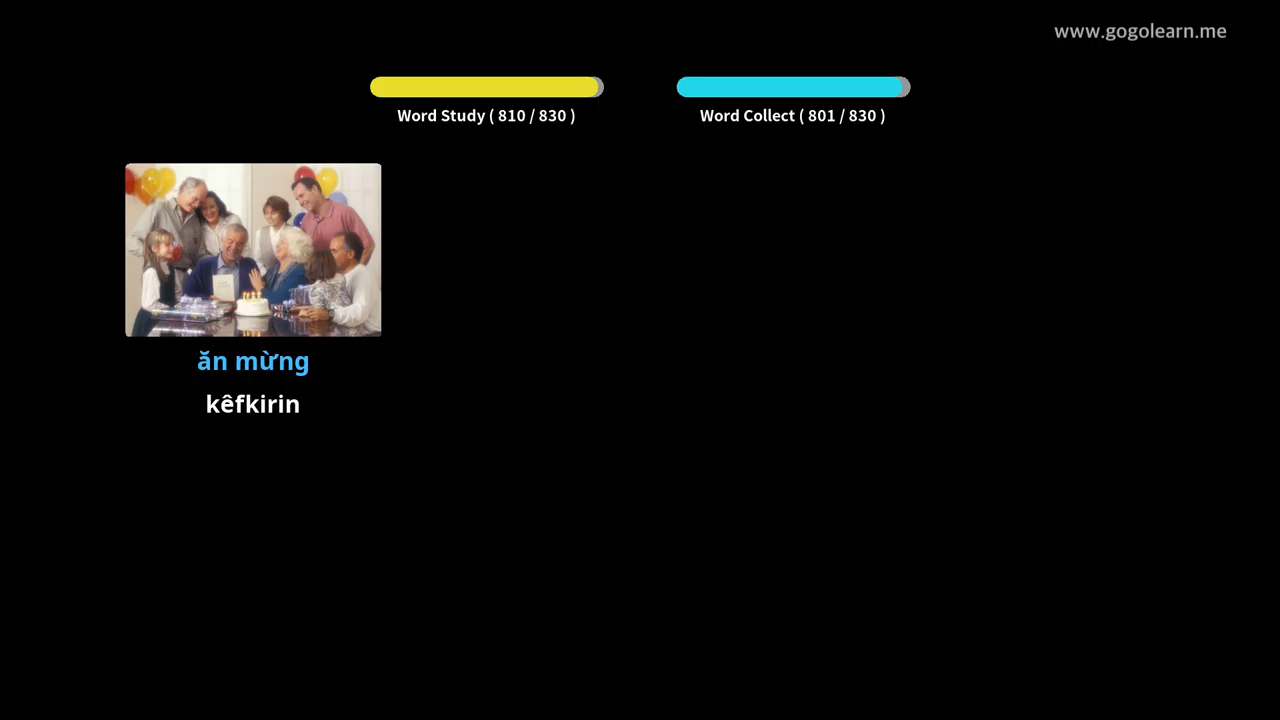 www.gogolearn.me
Word Study ( 810 / 830 )
Word Collect ( 801 / 830 )
ăn mừng
kêfkirin